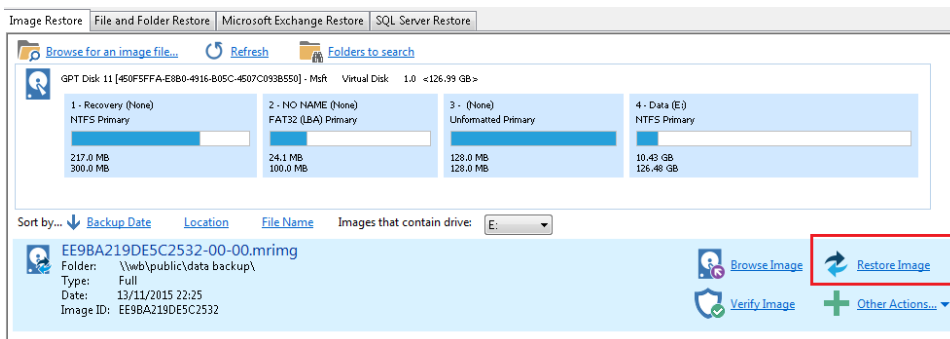 Image Restore File and Folder Restore Microsoft Exchange Restore SQL Server Restore
Browse for an image file... Refresh Folders to search
GPT Disk 11 [450F5FFA-E8B0-4916-B05C-4507C093B550] - Msft Virtual Disk 1.0 <126.99 GB>
1 - Recovery (None) 2 - NO NAME (None) 3 - (None) 4 - Data (E:)
NTFS Primary FAT32 (LBA) Primary Unformatted Primary NTFS Primary
217.0 MB 24.1 MB 128.0 MB 10.43 GB
300.0 MB 100.0 MB 128.0 MB 126.48 GB
Sort by... Backup Date Location File Name Images that contain drive: E:
EE9BA219DE5C2532-00-00.mrimg
Folder: \\wb\public\data backup\
Browse Image Restore Image
Type: Full
Date: 13/11/2015 22:25
Verify Image Other Actions...
Image ID: EE9BA219DE5C2532